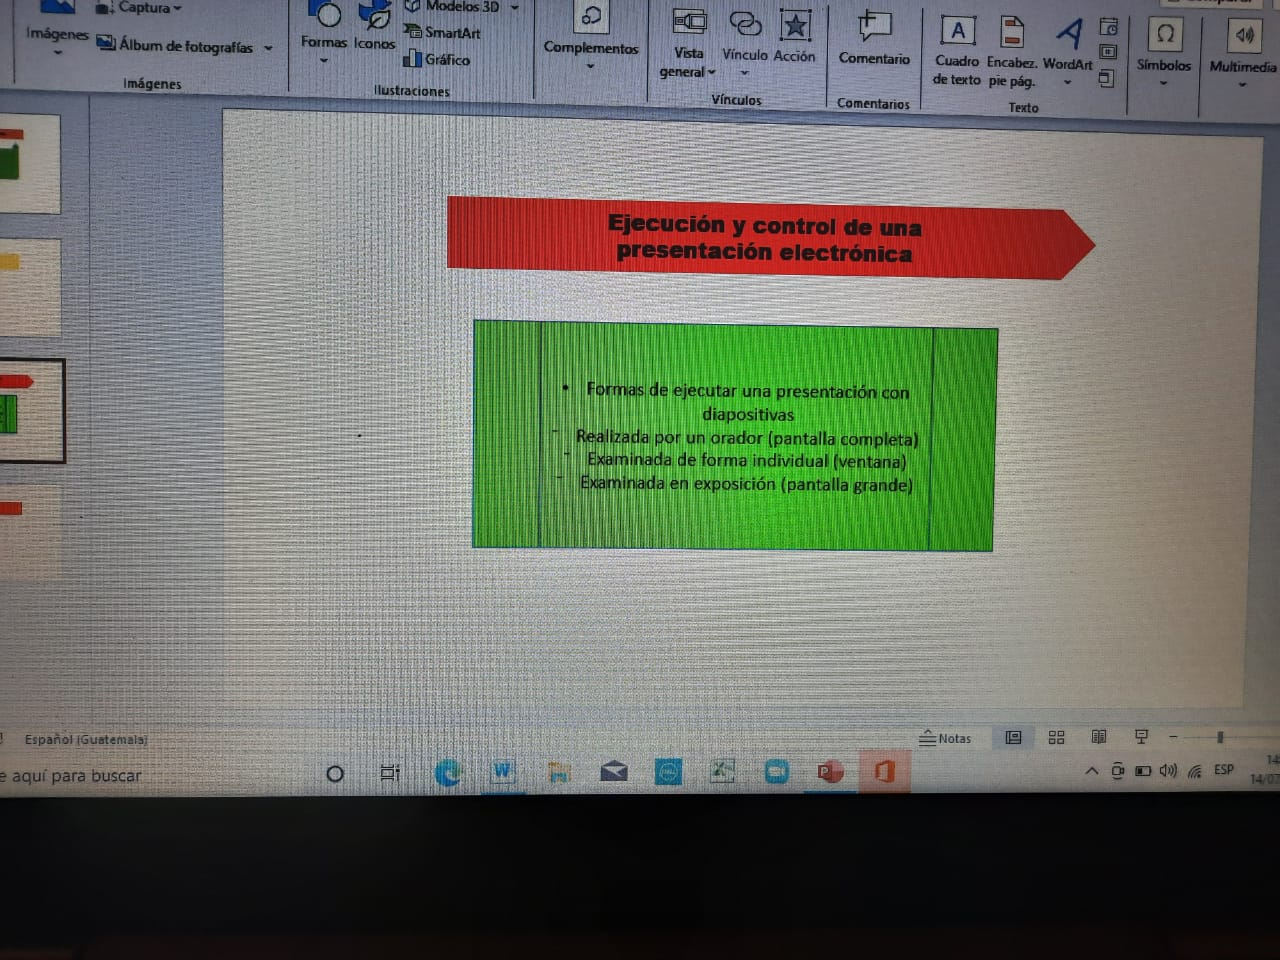 Captura
Imágenes
Álbum de fotografías
Imágenes
Formas
Iconos
Modelos 3D
SmartArt
Gráfico
Ilustraciones
Complementos
Vista
general
Vínculo
Acción
Vínculos
Comentario
Comentarios
A
Cuadro
de texto
Encabez.
pie pág.
WordArt
Texto
Ω
Símbolos
Multimedia
Ejecución y control de una
presentación electrónica
• Formas de ejecutar una presentación con
diapositivas
- Realizada por un orador (pantalla completa)
- Examinada de forma individual (ventana)
- Examinada en exposición (pantalla grande)
Español (Guatemala)
Notas
e aquí para buscar
ESP